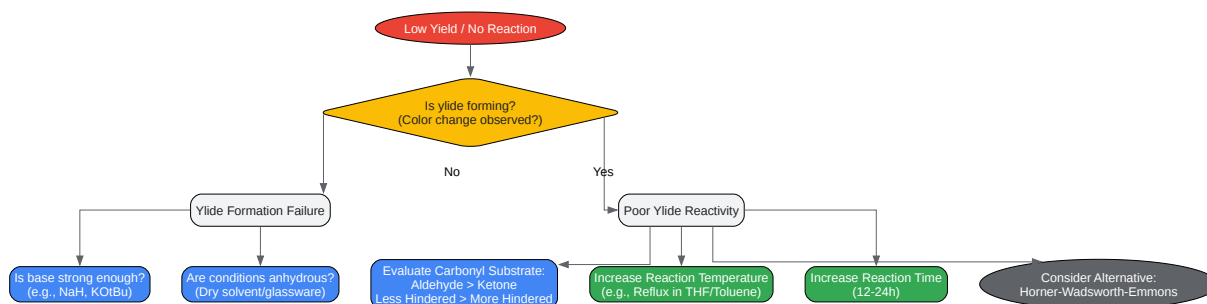 Low Yield / No Reaction
Is ylide forming?
(Color change observed?)
No
Yes
Ylide Formation Failure
Poor Ylide Reactivity
Is base strong enough?
(e.g., NaH, KOtBu)
Are conditions anhydrous?
(Dry solvent/glassware)
Evaluate Carbonyl Substrate:
Aldehyde > Ketone
Less Hindered > More Hindered
Increase Reaction Temperature
(e.g., Reflux in THF/Toluene)
Increase Reaction Time
(12-24h)
Consider Alternative:
Horner-Wadsworth-Emmons